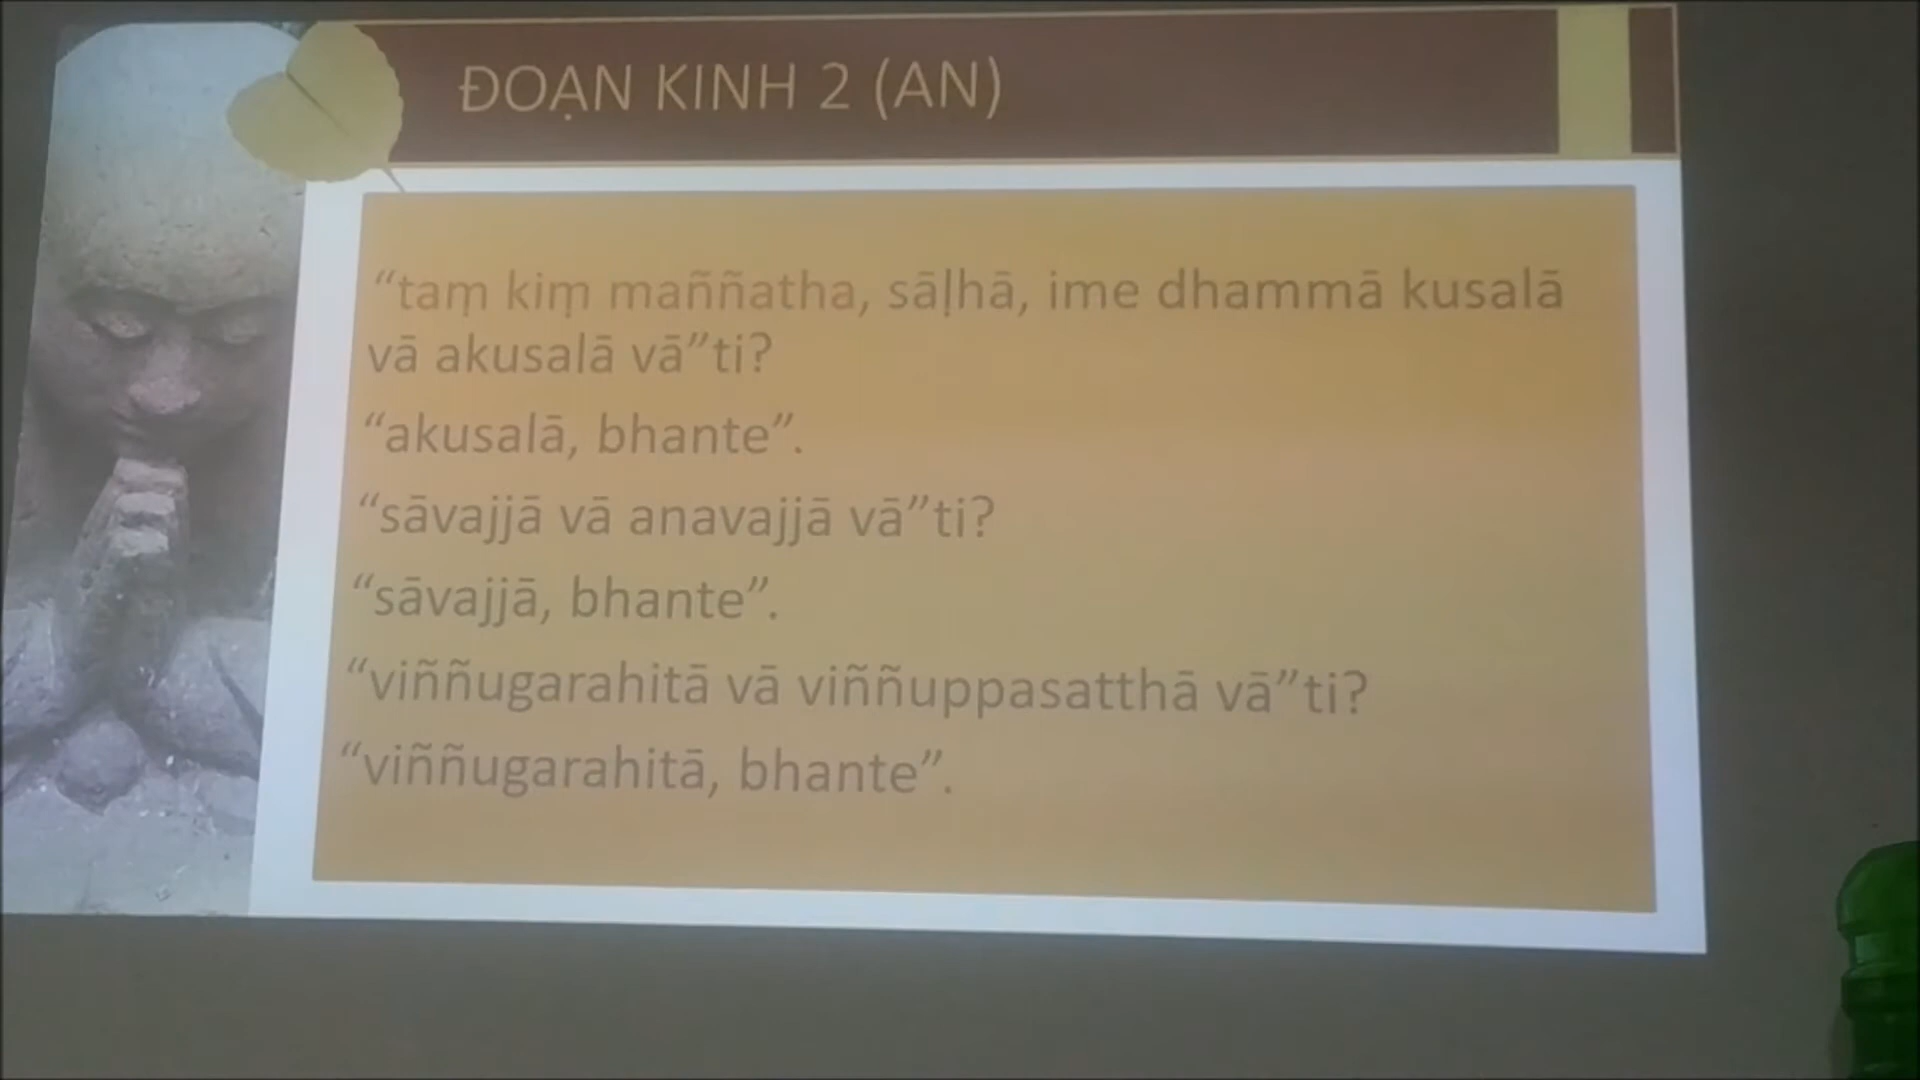 ĐOẠN KINH 2 (AN)
“taṃ kiṃ maññatha, sāḷhā, ime dhammā kusalā
vā akusalā vā”ti?
“akusalā, bhante”.
“sāvajjā vā anavajjā vā”ti?
“sāvajjā, bhante”.
“viññugarahitā vā viññuppasatthā vā”ti?
“viññugarahitā, bhante”.